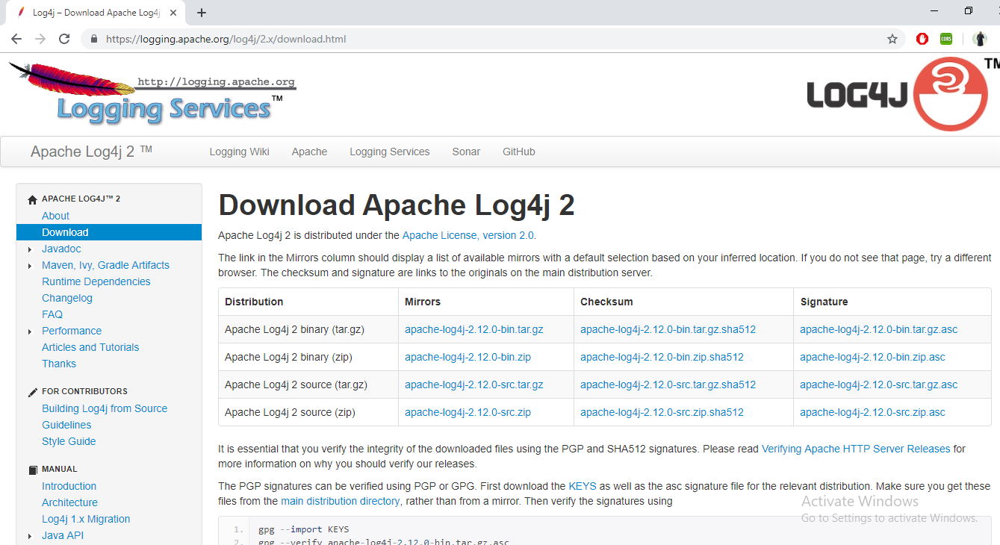 Log4j – Download Apache Log4j
https://logging.apache.org/log4j/2.x/download.html
CORS
http://logging.apache.org
Logging Services™
LOG4J TM
Apache Log4j 2 ™
Logging Wiki Apache Logging Services Sonar GitHub
APACHE LOG4J™ 2
About
Download
Javadoc
Maven, Ivy, Gradle Artifacts
Runtime Dependencies
Changelog
FAQ
Performance
Articles and Tutorials
Thanks
FOR CONTRIBUTORS
Building Log4j from Source
Guidelines
Style Guide
MANUAL
Introduction
Architecture
Log4j 1.x Migration
Java API
Download Apache Log4j 2
Apache Log4j 2 is distributed under the Apache License, version 2.0.
The link in the Mirrors column should display a list of available mirrors with a default selection based on your inferred location. If you do not see that page, try a different
browser. The checksum and signature are links to the originals on the main distribution server.
Distribution Mirrors Checksum Signature
Apache Log4j 2 binary (tar.gz) apache-log4j-2.12.0-bin.tar.gz apache-log4j-2.12.0-bin.tar.gz.sha512 apache-log4j-2.12.0-bin.tar.gz.asc
Apache Log4j 2 binary (zip) apache-log4j-2.12.0-bin.zip apache-log4j-2.12.0-bin.zip.sha512 apache-log4j-2.12.0-bin.zip.asc
Apache Log4j 2 source (tar.gz) apache-log4j-2.12.0-src.tar.gz apache-log4j-2.12.0-src.tar.gz.sha512 apache-log4j-2.12.0-src.tar.gz.asc
Apache Log4j 2 source (zip) apache-log4j-2.12.0-src.zip apache-log4j-2.12.0-src.zip.sha512 apache-log4j-2.12.0-src.zip.asc
It is essential that you verify the integrity of the downloaded files using the PGP and SHA512 signatures. Please read Verifying Apache HTTP Server Releases for
more information on why you should verify our releases.
The PGP signatures can be verified using PGP or GPG. First download the KEYS as well as the asc signature file for the relevant distribution. Make sure you get these
files from the main distribution directory, rather than from a mirror. Then verify the signatures using
1. gpg --import KEYS
2. gpg --verify apache-log4j-2.12.0-bin.tar.gz.asc
Activate Windows
Go to Settings to activate Windows.